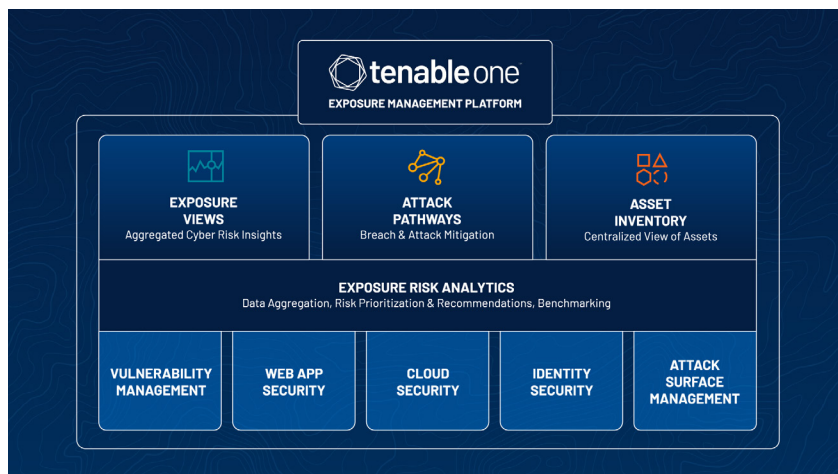 tenable one™
EXPOSURE MANAGEMENT PLATFORM
EXPOSURE
VIEWS
Aggregated Cyber Risk Insights
ATTACK
PATHWAYS
Breach & Attack Mitigation
ASSET
INVENTORY
Centralized View of Assets
EXPOSURE RISK ANALYTICS
Data Aggregation, Risk Prioritization & Recommendations, Benchmarking
VULNERABILITY
MANAGEMENT
WEB APP
SECURITY
CLOUD
SECURITY
IDENTITY
SECURITY
ATTACK
SURFACE
MANAGEMENT